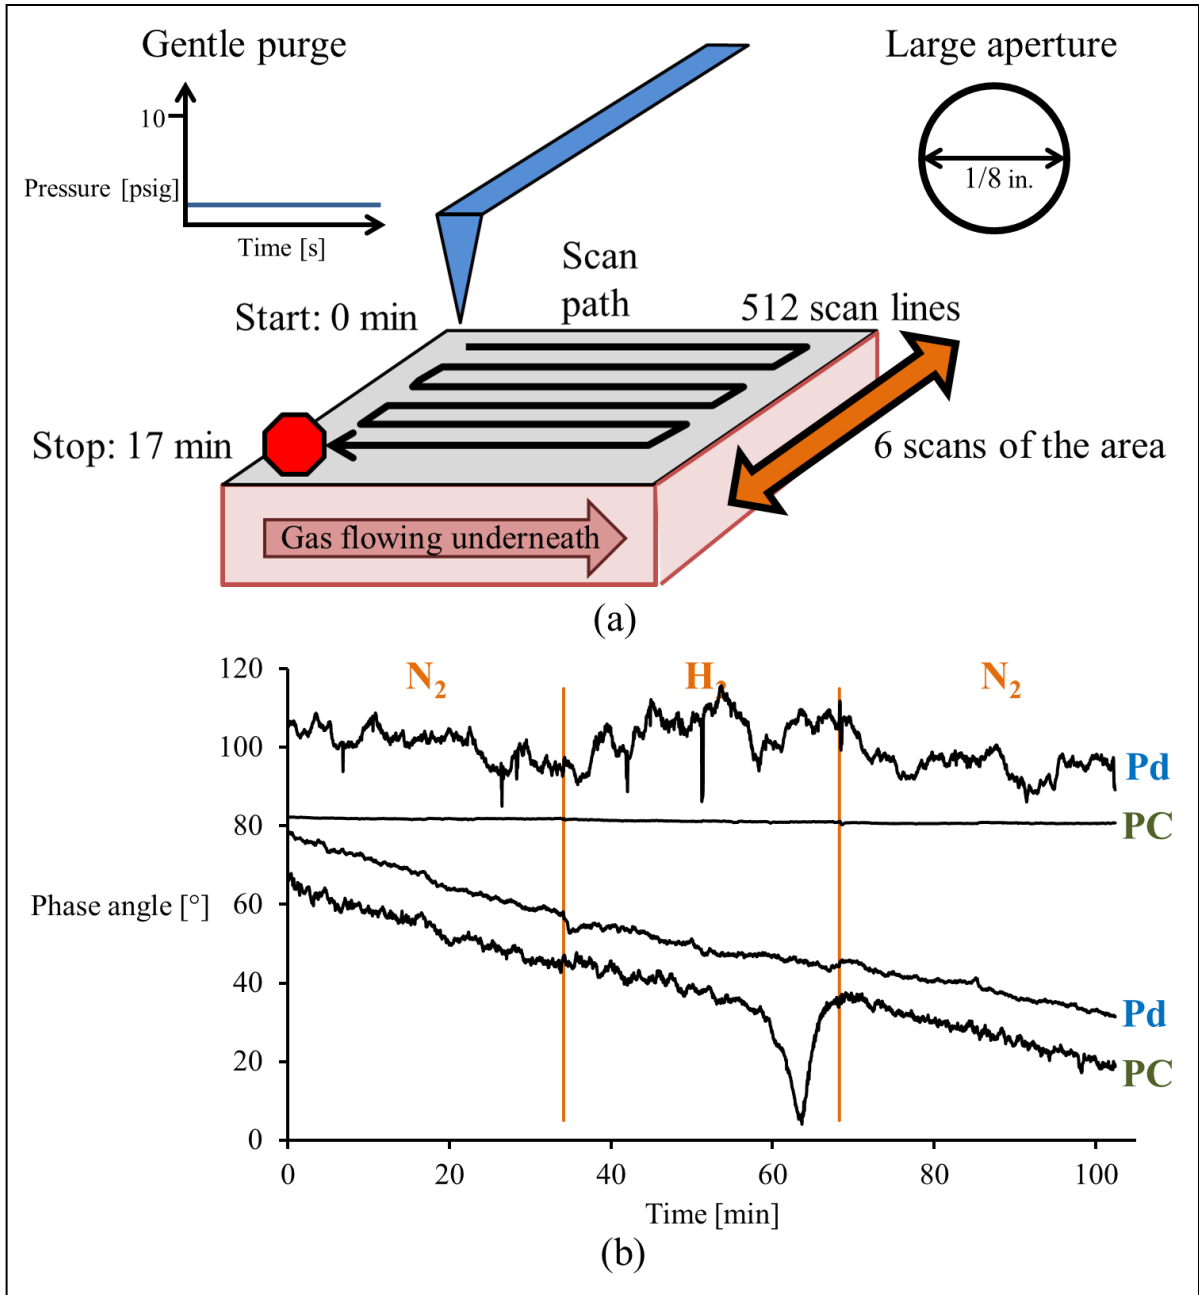 Gentle purge
Large aperture
10
Pressure [psig]
Time [s]
1/8 in.
Scan
path
Start: 0 min
512 scan lines
Stop: 17 min
6 scans of the area
Gas flowing underneath
(a)
120
N2
H2
N2
100
Pd
80
PC
Phase angle [°]
60
40
Pd
20
PC
0
0 20 40 60 80 100
Time [min]
(b)